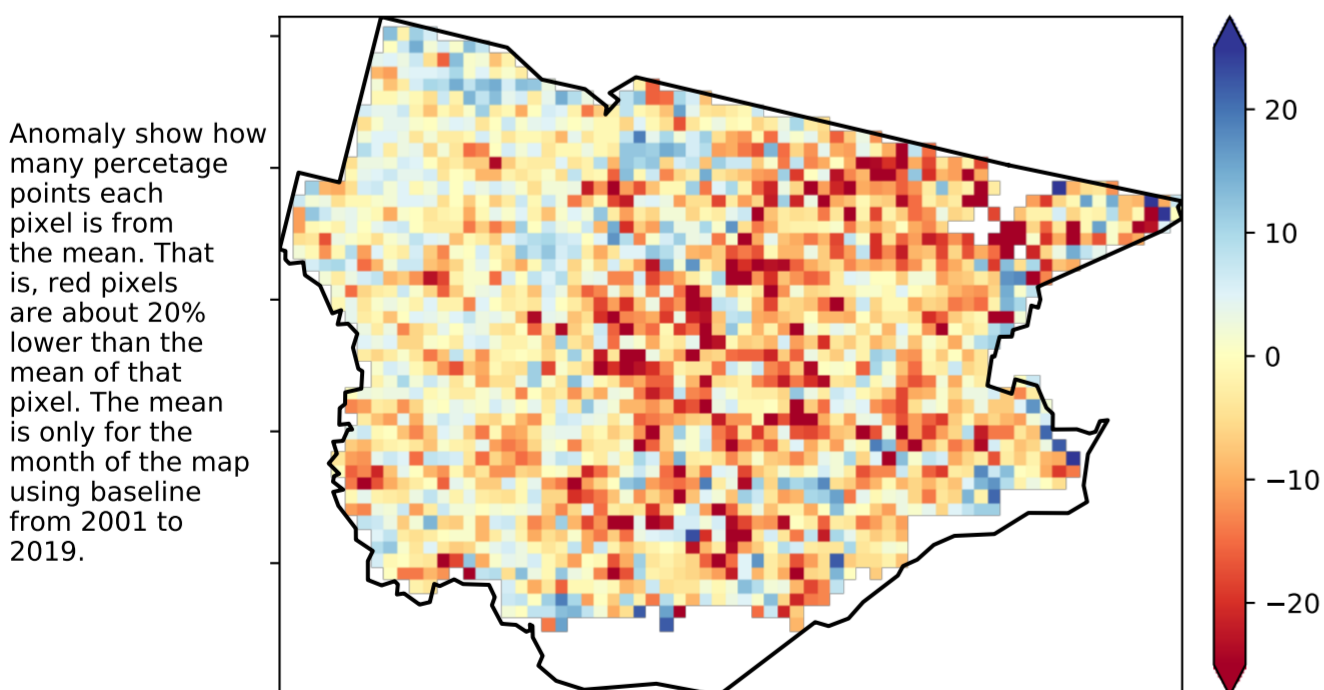 Anomaly show how
many percetage
points each
pixel is from
the mean. That
is, red pixels
are about 20%
lower than the
mean of that
pixel. The mean
is only for the
month of the map
using baseline
from 2001 to
2019.
20
10
0
−10
−20